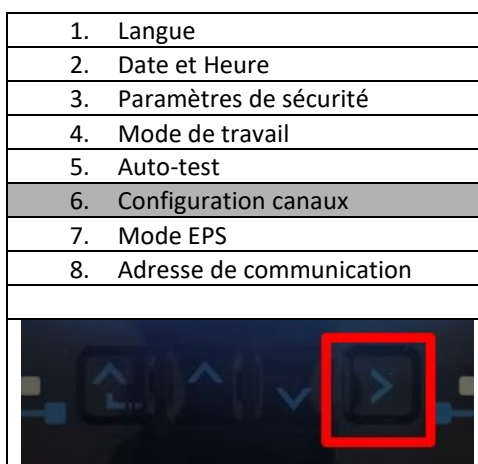 1. Langue
2. Date et Heure
3. Paramètres de sécurité
4. Mode de travail
5. Auto-test
6. Configuration canaux
7. Mode EPS
8. Adresse de communication